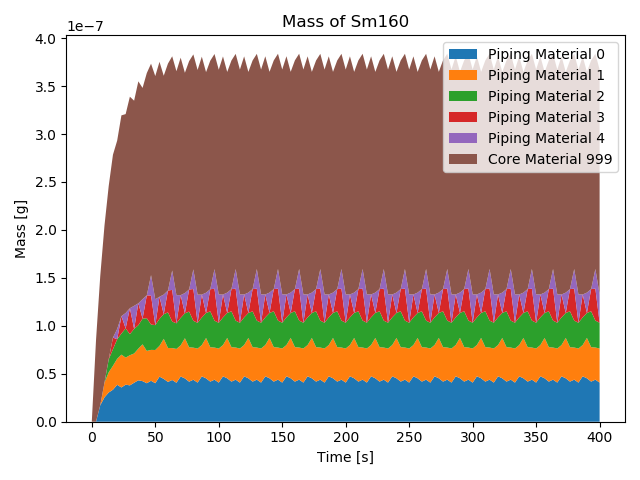 Mass of Sm160
1e−7
Mass [g]
4.0
3.5
3.0
2.5
2.0
1.5
1.0
0.5
0.0
Piping Material 0
Piping Material 1
Piping Material 2
Piping Material 3
Piping Material 4
Core Material 999
0 50 100 150 200 250 300 350 400
Time [s]